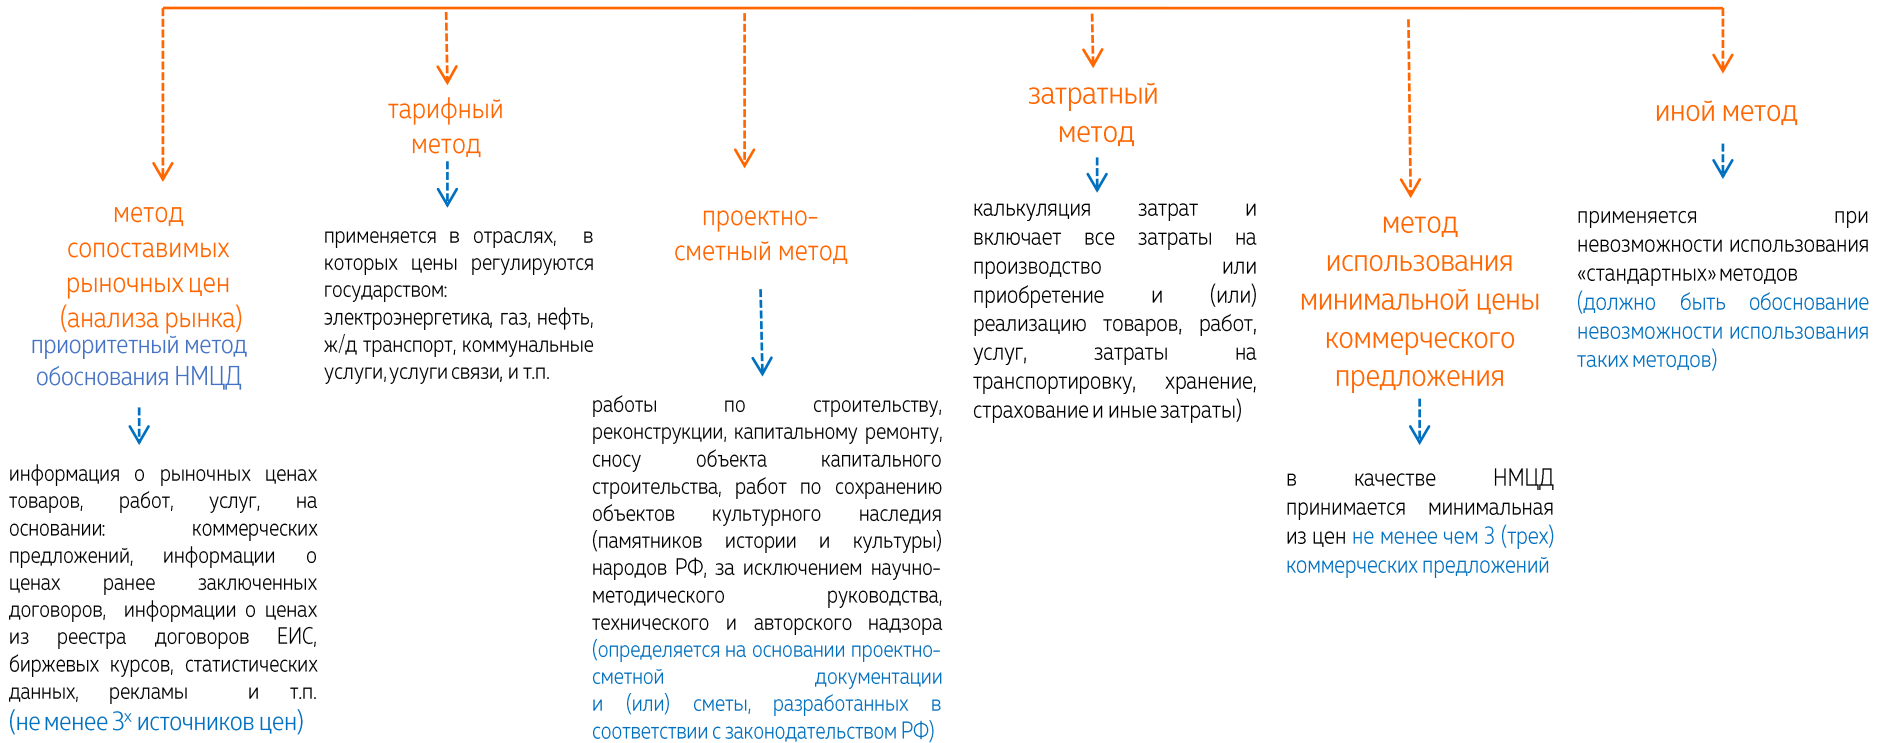 метод
сопоставимых
рыночных цен
(анализа рынка)
приоритетный метод
обоснования НМЦД
информация о рыночных ценах
товаров, работ, услуг, на
основании: коммерческих
предложений, информации о
ценах ранее заключенных
договоров, информации о ценах
из реестра договоров ЕИС,
биржевых курсов, статистических
данных, рекламы и т.п.
(не менее 3х источников цен)
тарифный
метод
применяется в отраслях, в
которых цены регулируются
государством:
электроэнергетика, газ, нефть,
ж/д транспорт, коммунальные
услуги, услуги связи, и т.п.
проектно-
сметный метод
работы по строительству,
реконструкции, капитальному ремонту,
сносу объекта капитального
строительства, работ по сохранению
объектов культурного наследия
(памятников истории и культуры)
народов РФ, за исключением научно-
методического руководства,
технического и авторского надзора
(определяется на основании проектно-
сметной документации
и (или) сметы, разработанных в
соответствии с законодательством РФ)
затратный
метод
калькуляция затрат и
включает все затраты на
производство или
приобретение и (или)
реализацию товаров, работ,
услуг, затраты на
транспортировку, хранение,
страхование и иные затраты)
метод
использования
минимальной цены
коммерческого
предложения
в качестве НМЦД
принимается минимальная
из цен не менее чем 3 (трех)
коммерческих предложений
иной метод
применяется при
невозможности использования
«стандартных» методов
(должно быть обоснование
невозможности использования
таких методов)